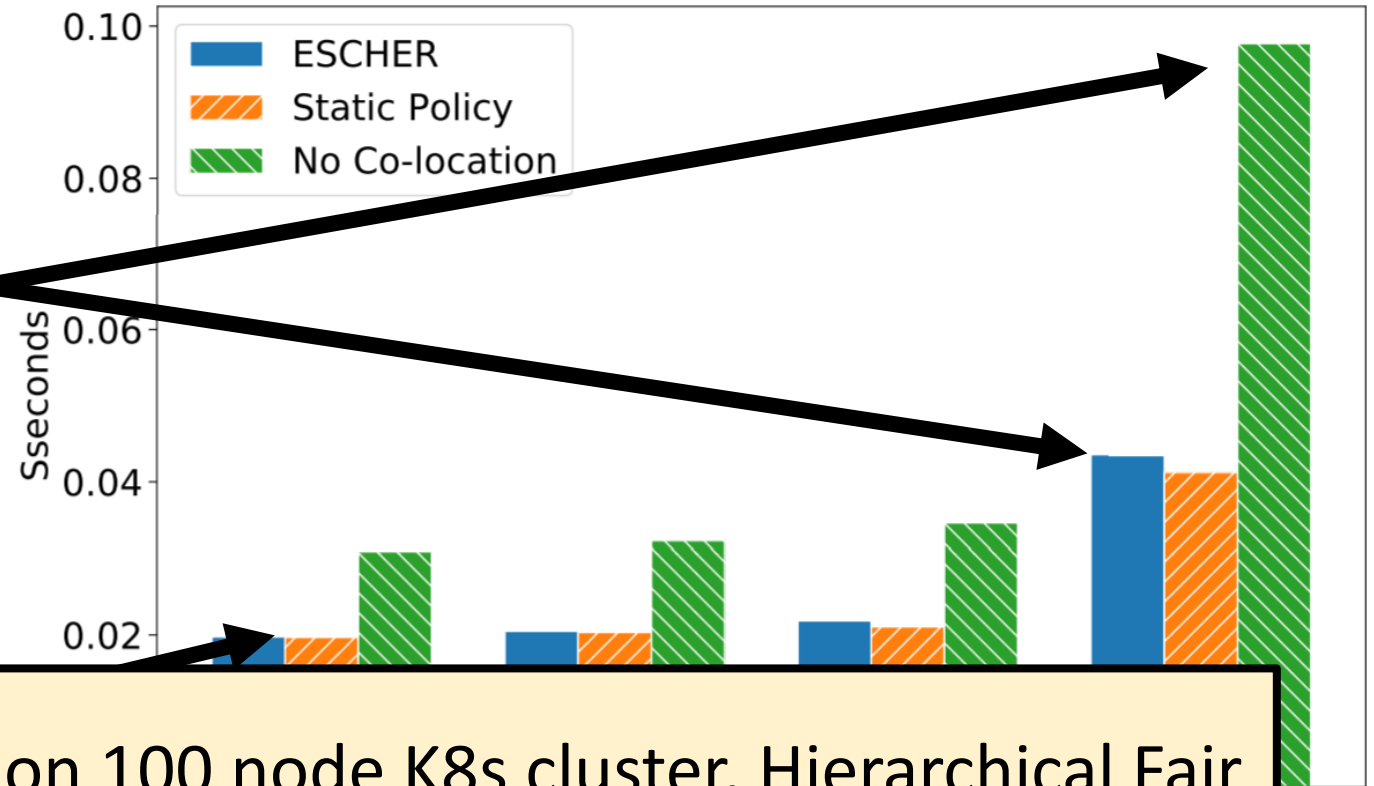 0.10
ESCHER
Static Policy
No Co-location
0.08
0.06
Sseconds
0.04
0.02
on 100 node K8s cluster. Hierarchical Fair